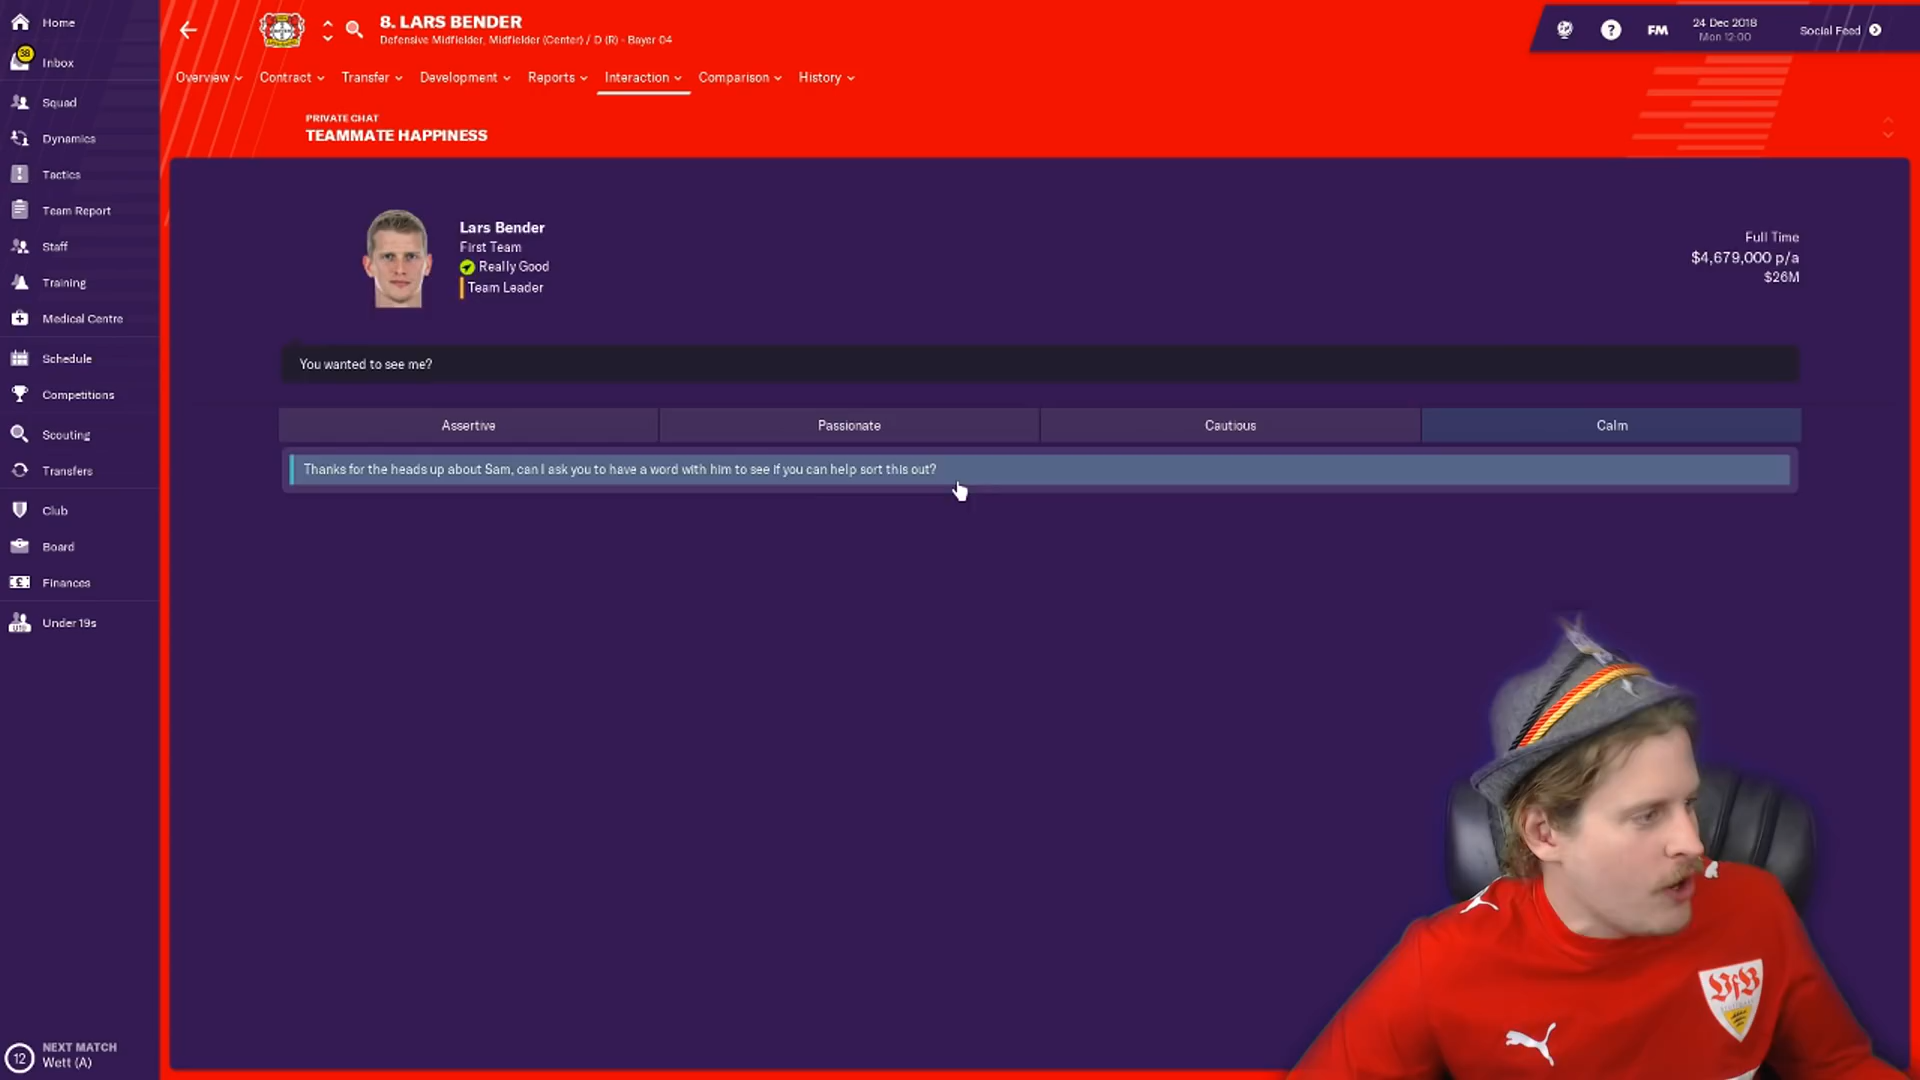 Home
38
Inbox
Squad
Dynamics
Tactics
Team Report
Staff
Training
Medical Centre
Schedule
Competitions
Scouting
Transfers
Club
Board
Finances
Under 19s
12
NEXT MATCH
Wett (A)
8. LARS BENDER
Defensive Midfielder, Midfielder (Center) / D (R) - Bayer 04
FM
24 Dec 2018
Mon 12:00
Social Feed
Overview
Contract
Transfer
Development
Reports
Interaction
Comparison
History
PRIVATE CHAT
TEAMMATE HAPPINESS
Lars Bender
First Team
Really Good
Team Leader
Full Time
$4,679,000 p/a
$26M
You wanted to see me?
Assertive
Passionate
Cautious
Calm
Thanks for the heads up about Sam, can I ask you to have a word with him to see if you can help sort this out?
VfB